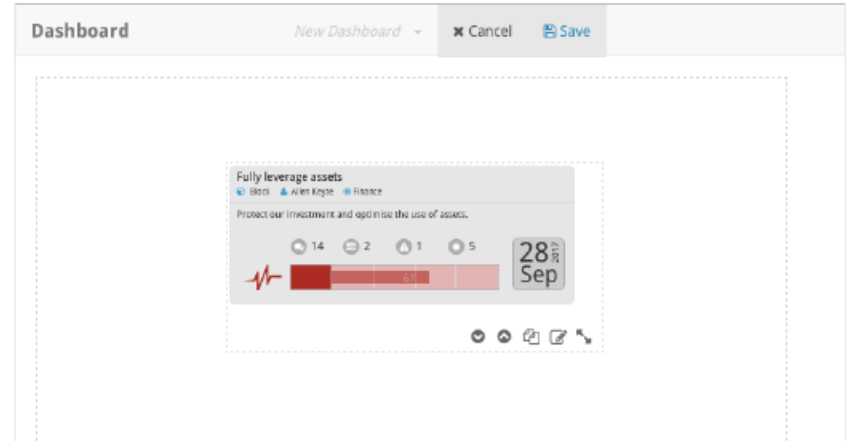 Dashboard
New Dashboard
Cancel
Save
Fully leverage assets
Block Allen Keyte Finance
Protect our investment and optimise the use of assets.
14 2 1 5
28 2017
Sep
67